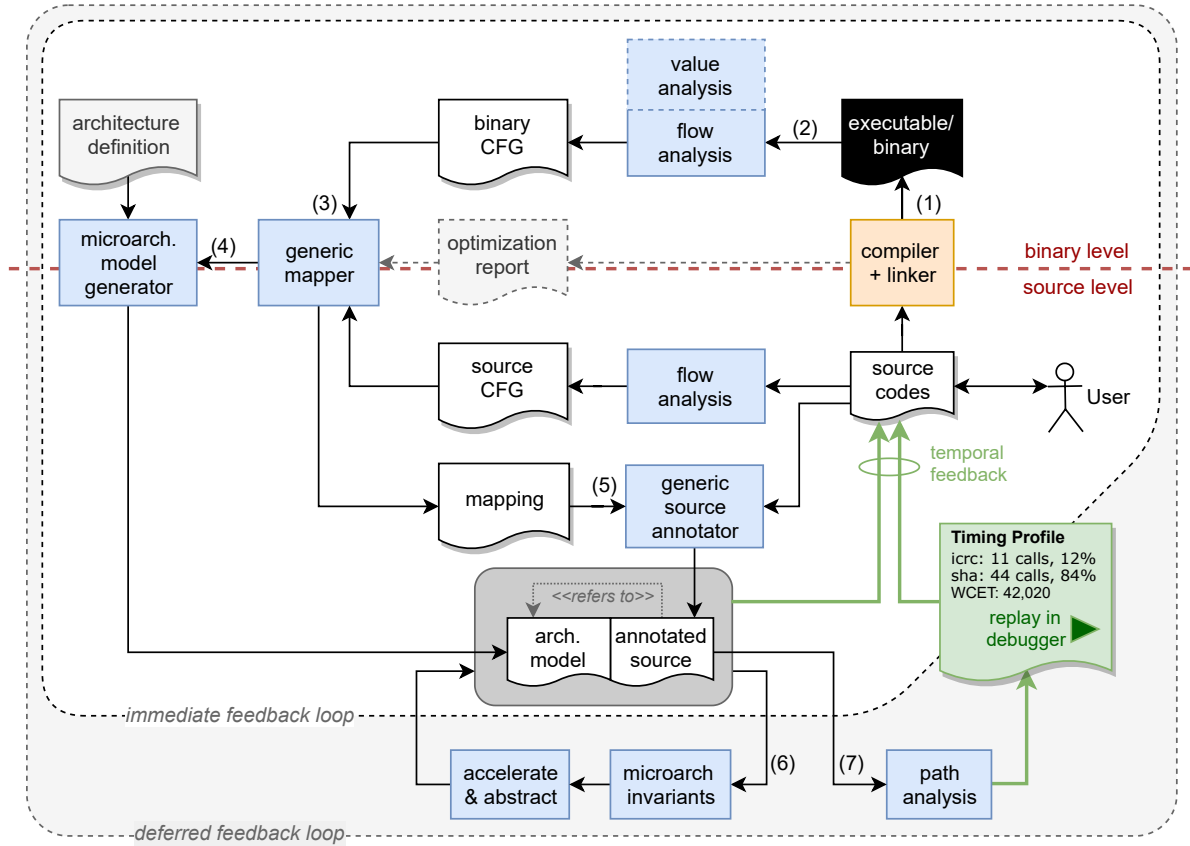 value
analysis
architecture
definition
binary
CFG
flow
analysis
(2)
executable/
binary
(3)
(1)
microarch.
model
generator
(4)
generic
mapper
optimization
report
compiler
+ linker
binary level
source level
source
CFG
flow
analysis
source
codes
User
temporal
feedback
mapping
(5)
generic
source
annotator
Timing Profile
icrc: 11 calls, 12%
sha: 44 calls, 84%
WCET: 42,020
replay in
debugger
<<refers to>>
arch.
model
annotated
source
immediate feedback loop
accelerate
& abstract
microarch
invariants
(6)
(7)
path
analysis
deferred feedback loop